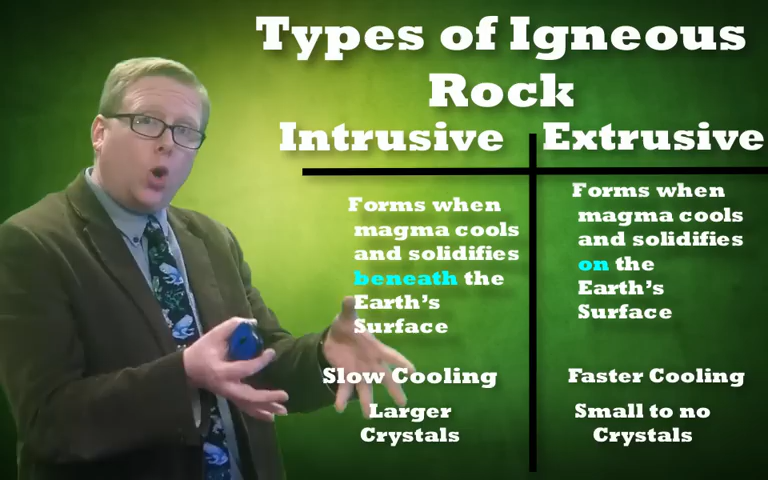 Types of Igneous
Rock
Intrusive
Extrusive
Forms when
magma cools
and solidifies
beneath the
Earth's
Surface
Slow Cooling
Larger
Crystals
Forms when
magma cools
and solidifies
on the
Earth's
Surface
Faster Cooling
Small to no
Crystals